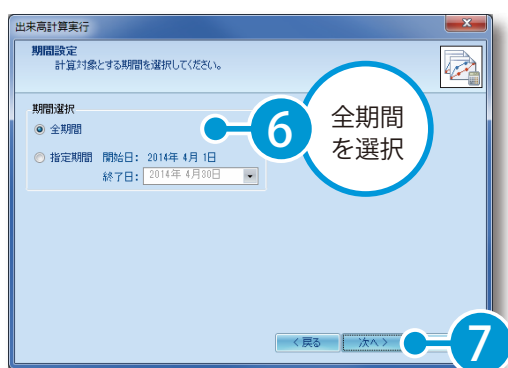 出来高計算実行
期間設定
計算対象とする期間を選択してください。
期間選択
全期間
指定期間 開始日： 2014年 4月 1日
終了日： 2014年 4月30日
6
全期間
を選択
＜戻る 次へ＞
7